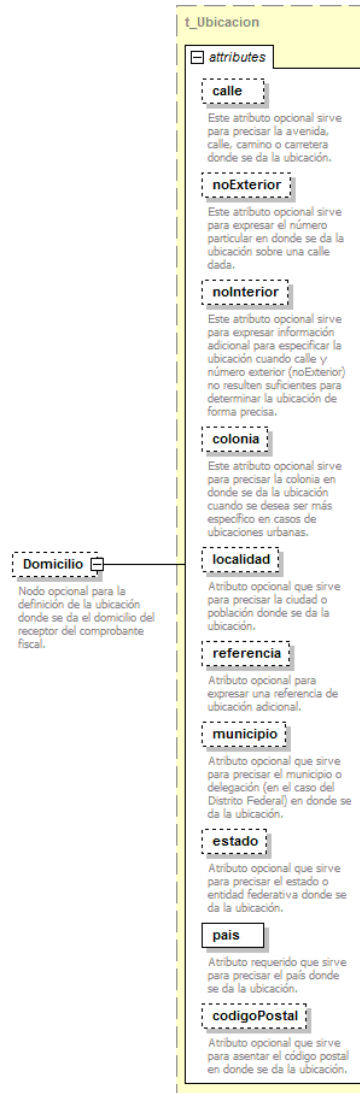 t_Ubicacion
attributes
calle
Este atributo opcional sirve
para precisar la avenida,
calle, camino o carretera
donde se da la ubicación.
noExterior
Este atributo opcional sirve
para expresar el número
particular en donde se da la
ubicación sobre una calle
dada.
noInterior
Este atributo opcional sirve
para expresar información
adicional para especificar la
ubicación cuando calle y
número exterior (noExterior)
no resulten suficientes para
determinar la ubicación de
forma precisa.
colonia
Este atributo opcional sirve
para precisar la colonia en
donde se da la ubicación
cuando se desea ser más
específico en casos de
ubicaciones urbanas.
Domicilio
Nodo opcional para la
definición de la ubicación
donde se da el domicilio del
receptor del comprobante
fiscal.
localidad
Atributo opcional que sirve
para precisar la ciudad o
población donde se da la
ubicación.
referencia
Atributo opcional para
expresar una referencia de
ubicación adicional.
municipio
Atributo opcional que sirve
para precisar el municipio o
delegación (en el caso del
Distrito Federal) en donde se
da la ubicación.
estado
Atributo opcional que sirve
para precisar el estado o
entidad federativa donde se
da la ubicación.
pais
Atributo requerido que sirve
para precisar el país donde
se da la ubicación.
codigoPostal
Atributo opcional que sirve
para asentar el código postal
en donde se da la ubicación.